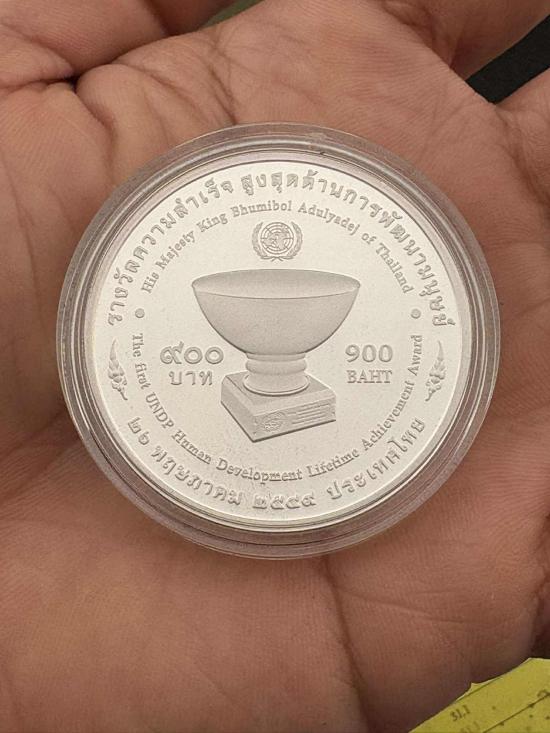 รางวัลความสำเร็จ สูงสุดด้านการพัฒนามนุษย์
His Majesty King Bhumibol Adulyadej of Thailand
๙๐๐
บาท
900
BAHT
The first UNDP Human Development Lifetime Achievement Award
๒๖ พฤษภาคม ๒๕๔๙ ประเทศไทย
31.1